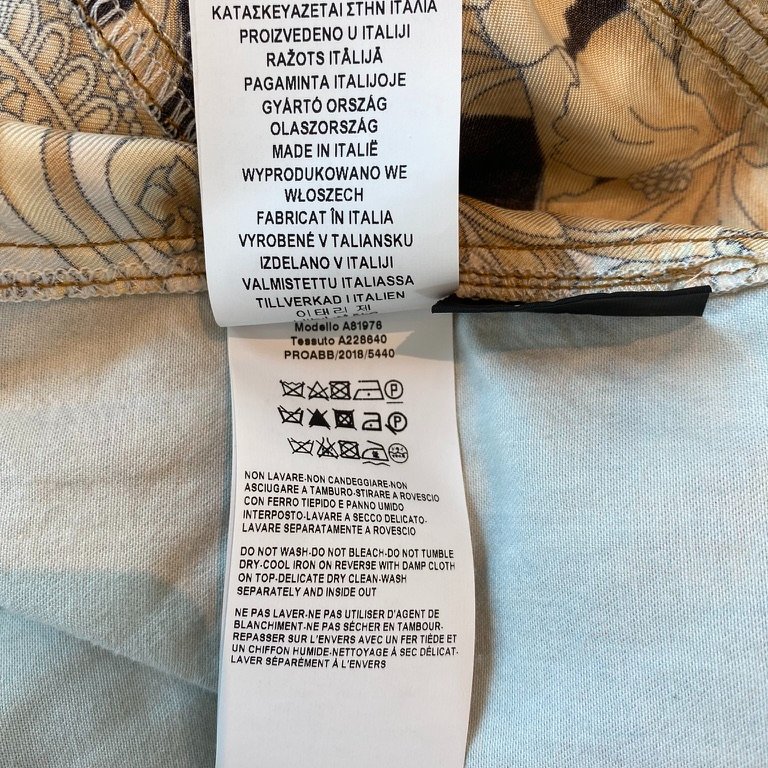 ΚΑΤΑΣΚΕΥΑΖΕΤΑΙ ΣΤΗΝ ΙΤΑΛΙΑ
PROIZVEDENO U ITALIJI
RAŽOTS ITĀLIJĀ
PAGAMINTA ITALIJOJE
GYÁRTÓ ORSZÁG
OLASZORSZÁG
MADE IN ITALIË
WYPRODUKOWANO WE
WŁOSZECH
FABRICAT ÎN ITALIA
VYROBENÉ V TALIANSKU
IZDELANO V ITALIJI
VALMISTETTU ITALIASSA
TILLVERKAD I ITALIEN
이태리 제
Modello A81976
Tessuto A228640
PROABB/2018/5440
P
P
NON LAVARE-NON CANDEGGIARE-NON
ASCIUGARE A TAMBURO-STIRARE A ROVESCIO
CON FERRO TIEPIDO E PANNO UMIDO
INTERPOSTO-LAVARE A SECCO DELICATO-
LAVARE SEPARATAMENTE A ROVESCIO
DO NOT WASH-DO NOT BLEACH-DO NOT TUMBLE
DRY-COOL IRON ON REVERSE WITH DAMP CLOTH
ON TOP-DELICATE DRY CLEAN-WASH
SEPARATELY AND INSIDE OUT
NE PAS LAVER-NE PAS UTILISER D'AGENT DE
BLANCHIMENT-NE PAS SÉCHER EN TAMBOUR-
REPASSER SUR L'ENVERS AVEC UN FER TIÈDE ET
UN CHIFFON HUMIDE-NETTOYAGE À SEC DÉLICAT-
LAVER SÉPARÉMENT À L'ENVERS